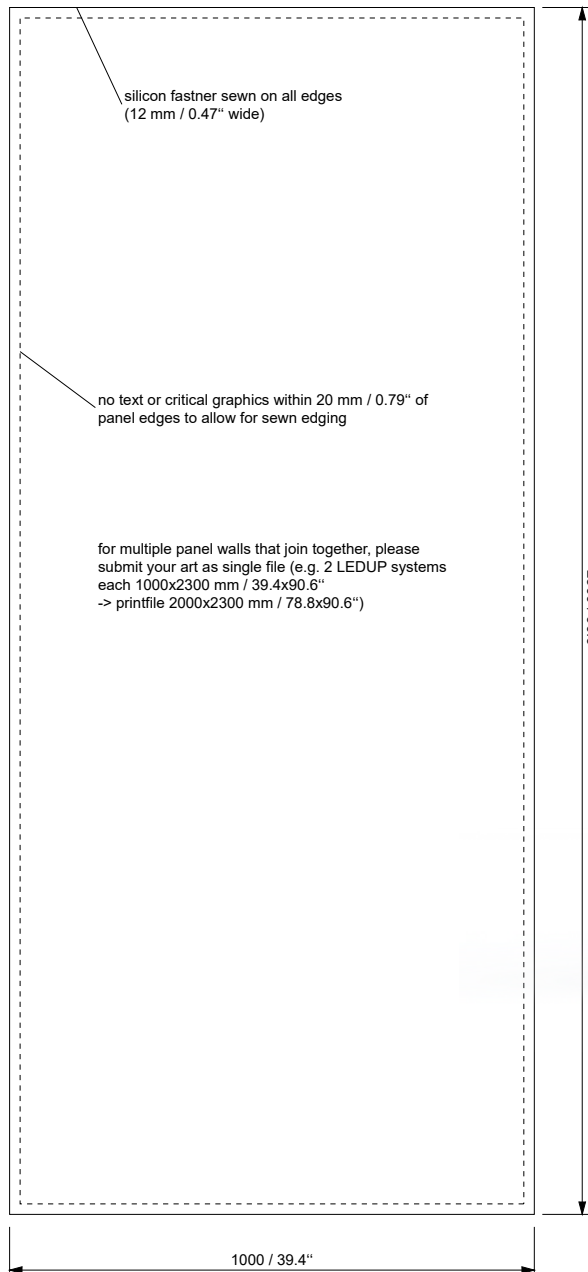 silicon fastner sewn on all edges
(12 mm / 0.47“ wide)
no text or critical graphics within 20 mm / 0.79“ of
panel edges to allow for sewn edging
for multiple panel walls that join together, please
submit your art as single file (e.g. 2 LEDUP systems
each 1000x2300 mm / 39.4x90.6“
-> printfile 2000x2300 mm / 78.8x90.6“)
1000 / 39.4“